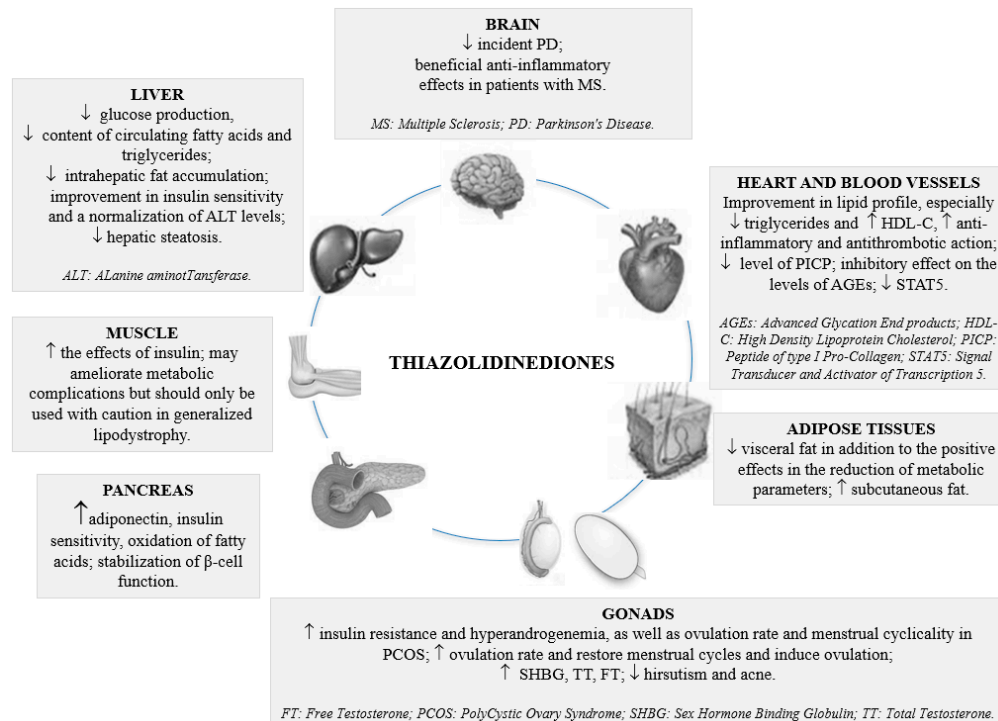 BRAIN
↓ incident PD;
beneficial anti-inflammatory
effects in patients with MS.
MS: Multiple Sclerosis; PD: Parkinson's Disease.
LIVER
↓ glucose production,
↓ content of circulating fatty acids and
triglycerides;
↓ intrahepatic fat accumulation;
improvement in insulin sensitivity
and a normalization of ALT levels;
↓ hepatic steatosis.
ALT: ALanine aminotTansferase.
HEART AND BLOOD VESSELS
Improvement in lipid profile, especially
↓ triglycerides and ↑ HDL-C, ↑ anti-
inflammatory and antithrombotic action;
↓ level of PICP; inhibitory effect on the
levels of AGEs; ↓ STAT5.
AGEs: Advanced Glycation End products; HDL-
C: High Density Lipoprotein Cholesterol; PICP:
Peptide of type I Pro-Collagen; STAT5: Signal
Transducer and Activator of Transcription 5.
MUSCLE
↑ the effects of insulin; may
ameliorate metabolic
complications but should only be
used with caution in generalized
lipodystrophy.
THIAZOLIDINEDIONES
ADIPOSE TISSUES
↓ visceral fat in addition to the positive
effects in the reduction of metabolic
parameters; ↑ subcutaneous fat.
PANCREAS
↑ adiponectin, insulin
sensitivity, oxidation of fatty
acids; stabilization of β-cell
function.
GONADS
↑ insulin resistance and hyperandrogenemia, as well as ovulation rate and menstrual cyclicality in
PCOS; ↑ ovulation rate and restore menstrual cycles and induce ovulation;
↑ SHBG, TT, FT; ↓ hirsutism and acne.
FT: Free Testosterone; PCOS: PolyCystic Ovary Syndrome; SHBG: Sex Hormone Binding Globulin; TT: Total Testosterone.